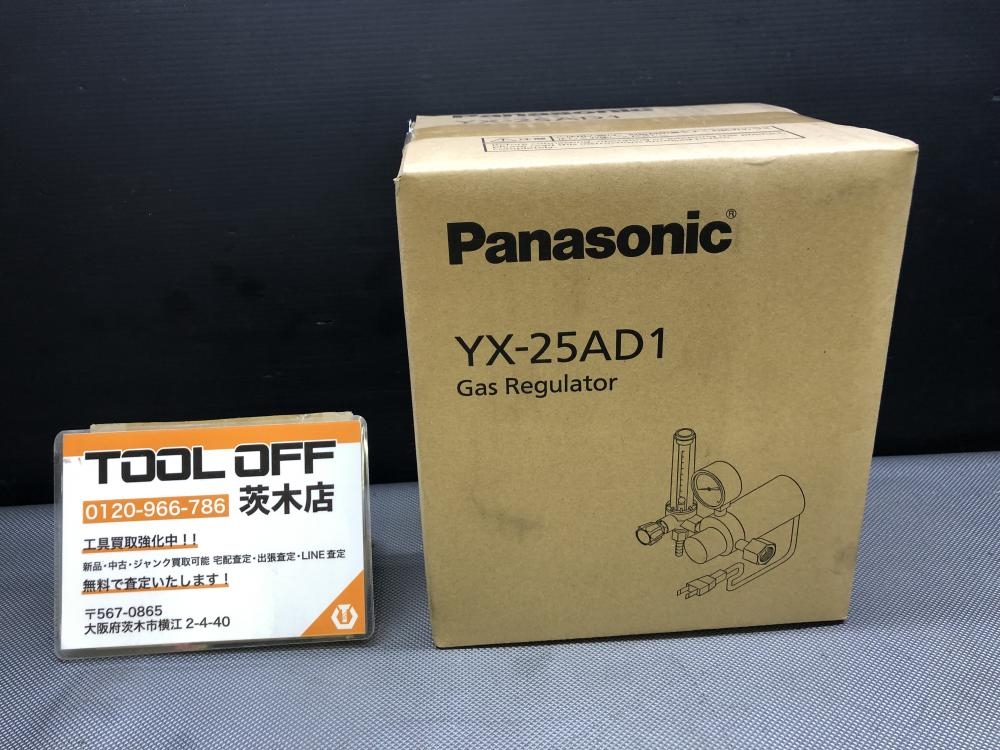 TOOL OFF
0120-966-786 茨木店
工具買取強化中!!
新品・中古・ジャンク買取可能 宅配査定・出張査定・LINE査定
無料で査定いたします!
〒567-0865
大阪府茨木市横江 2-4-40
Panasonic
YX-25AD1
Panasonic®
YX-25AD1
Gas Regulator